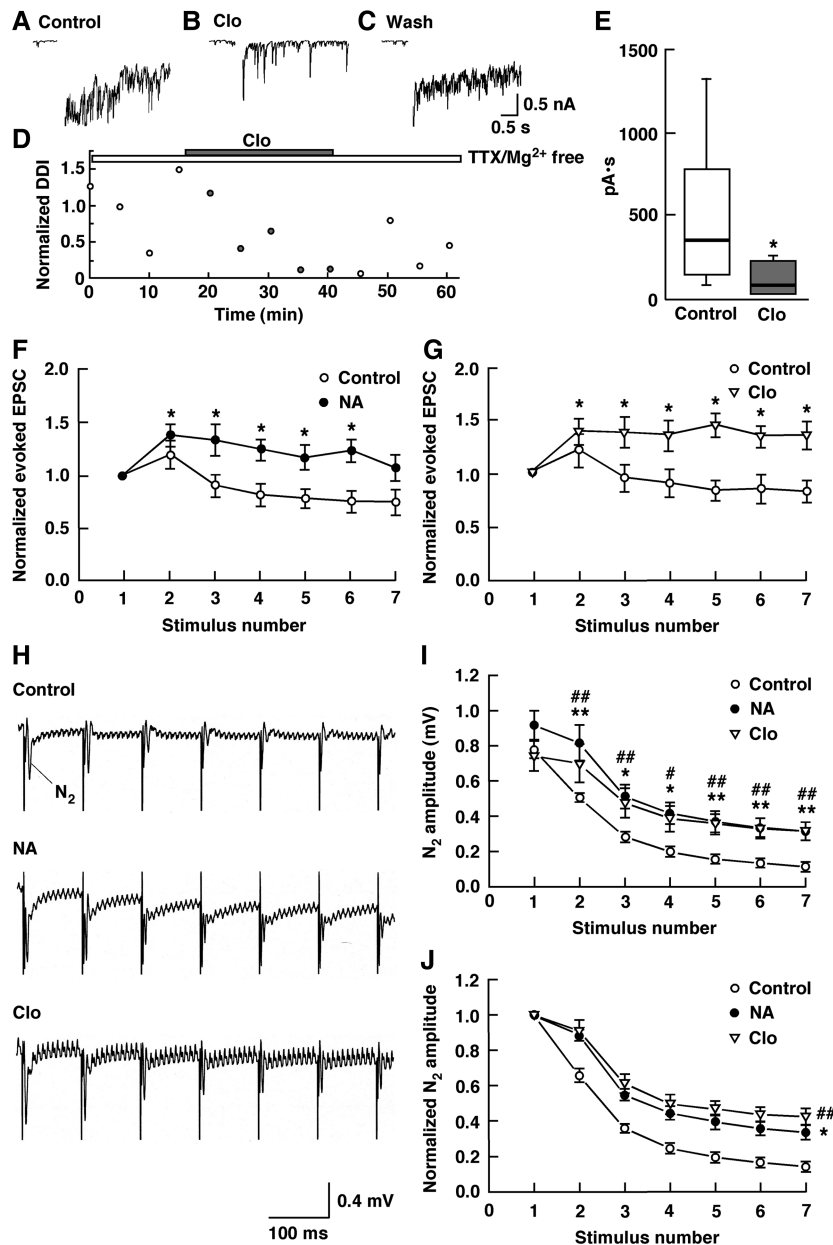 A Control
B Clo
C Wash
0.5 nA
0.5 s
D
Clo
TTX/Mg2+ free
Normalized DDI
1.5
1.0
0.5
0
0 10 20 30 40 50 60
Time (min)
E
pA•s
1500
1000
500
0
*
Control Clo
F
Normalized evoked EPSC
2.0
1.5
1.0
0.5
0.0
Control
NA
* * * * *
0 1 2 3 4 5 6 7
Stimulus number
G
Normalized evoked EPSC
2.0
1.5
1.0
0.5
0.0
Control
Clo
* * * * * *
0 1 2 3 4 5 6 7
Stimulus number
H
Control
N2
NA
Clo
0.4 mV
100 ms
I
N2 amplitude (mV)
1.2
1.0
0.8
0.6
0.4
0.2
0.0
Control
NA
Clo
## ## # ## ## ##
** * * ** ** **
0 1 2 3 4 5 6 7
Stimulus number
J
Normalized N2 amplitude
1.2
1.0
0.8
0.6
0.4
0.2
0.0
Control
NA
Clo
##
*
0 1 2 3 4 5 6 7
Stimulus number